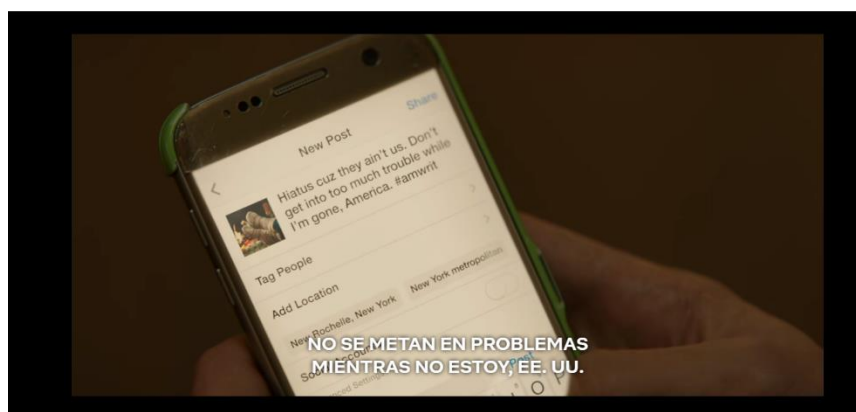 Share
New Post
Hiatus cuz they ain't us. Don't
get into too much trouble while
I'm gone, America. #amwrit
Tag People
Add Location
New Rochelle, New York New York metropolitan
NO SE METAN EN PROBLEMAS
MIENTRAS NO ESTOY, EE. UU.